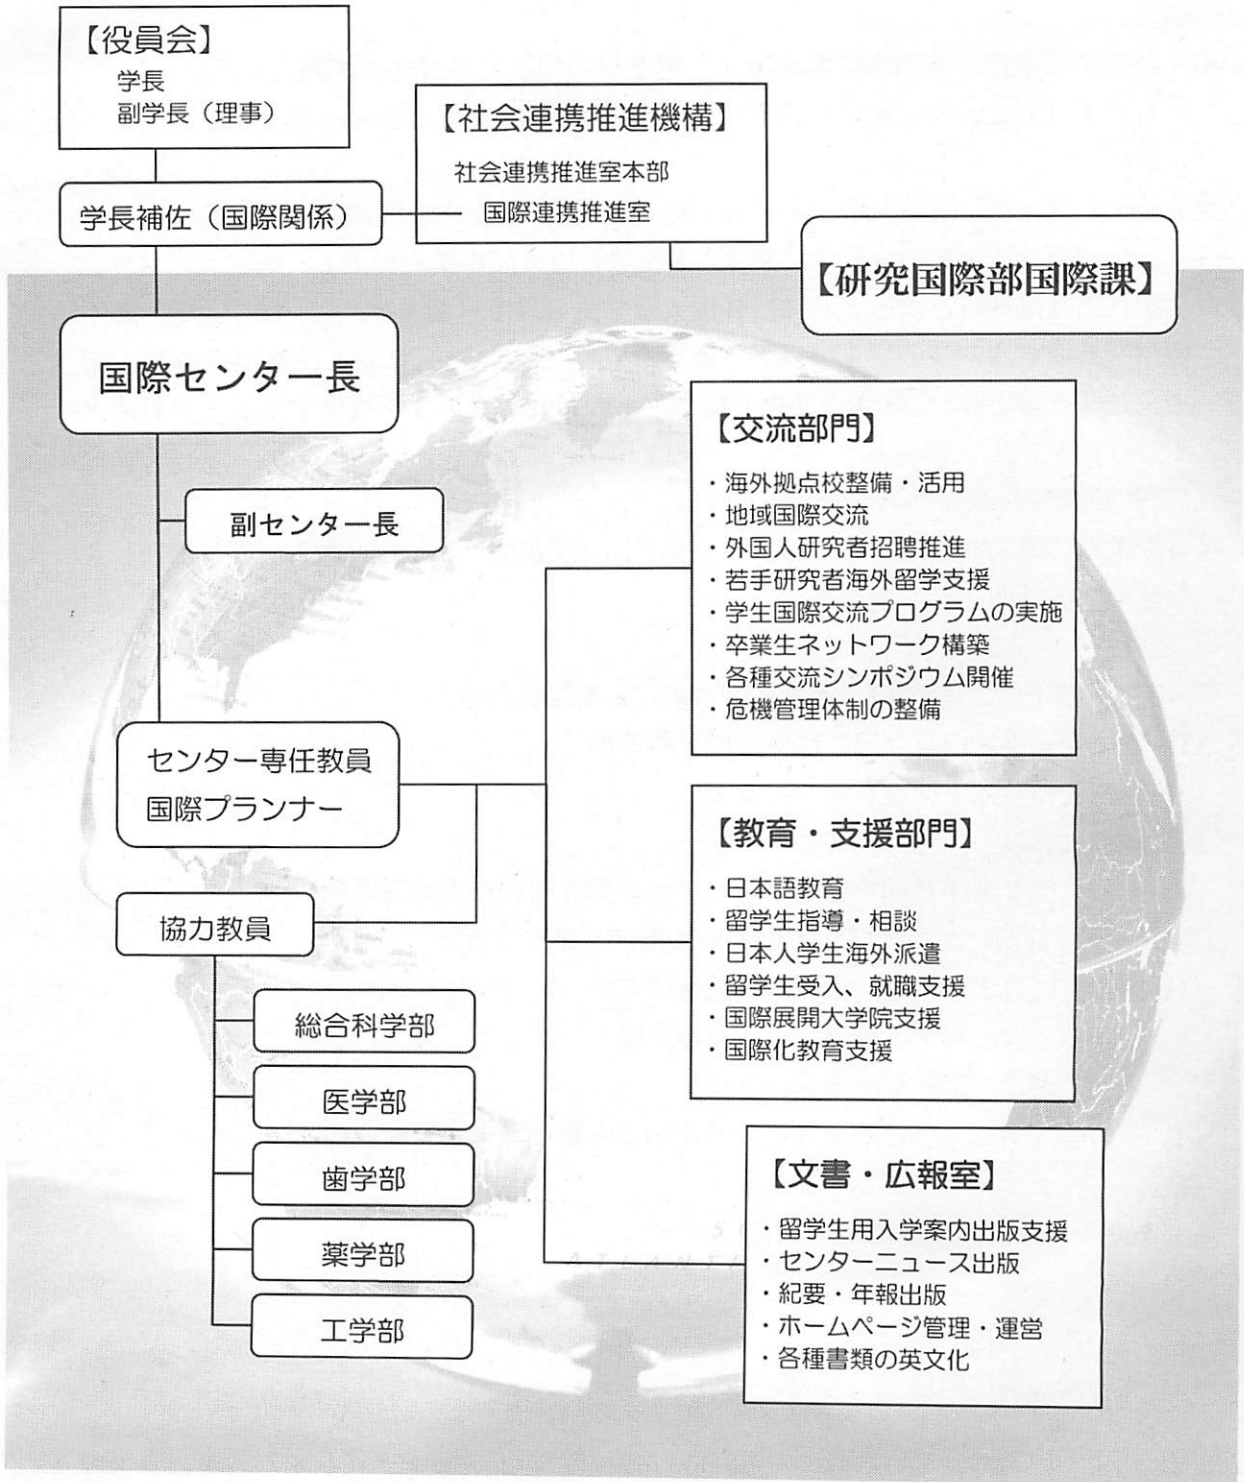 【役員会】
学長
副学長（理事）
【社会連携推進機構】
社会連携推進室本部
国際連携推進室
学長補佐（国際関係）
【研究国際部国際課】
国際センター長
副センター長
【交流部門】
・海外拠点校整備・活用
・地域国際交流
・外国人研究者招聘推進
・若手研究者海外留学支援
・学生国際交流プログラムの実施
・卒業生ネットワーク構築
・各種交流シンポジウム開催
・危機管理体制の整備
センター専任教員
国際プランナー
【教育・支援部門】
・日本語教育
・留学生指導・相談
・日本人学生海外派遣
・留学生受入、就職支援
・国際展開大学院支援
・国際化教育支援
協力教員
総合科学部
医学部
歯学部
薬学部
工学部
【文書・広報室】
・留学生用入学案内出版支援
・センターニュース出版
・紀要・年報出版
・ホームページ管理・運営
・各種書類の英文化